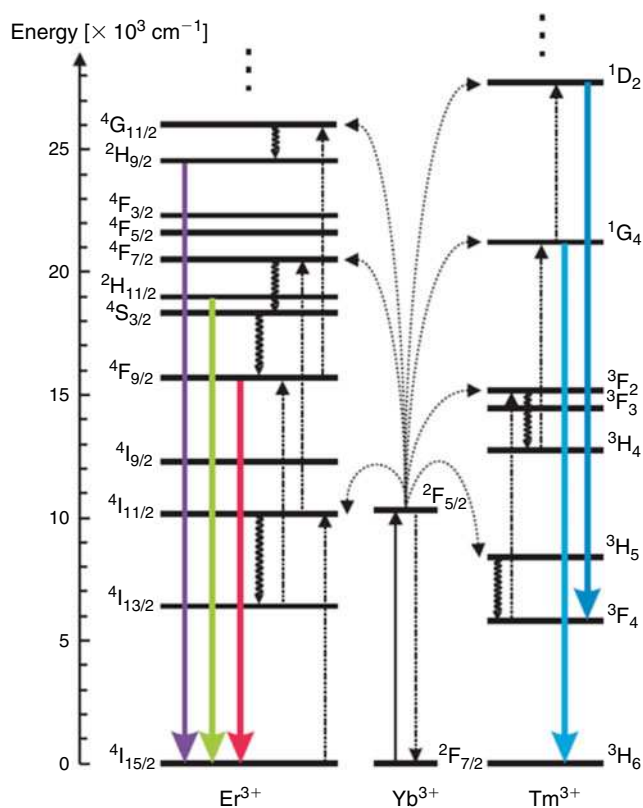 Energy [× 10³ cm⁻¹]
25
20
15
10
5
0
⁴G₁₁/₂
²H₉/₂
⁴F₃/₂
⁴F₅/₂
⁴F₇/₂
²H₁₁/₂
⁴S₃/₂
⁴F₉/₂
⁴I₉/₂
⁴I₁₁/₂
⁴I₁₃/₂
⁴I₁₅/₂
Er³⁺
²F₅/₂
²F₇/₂
Yb³⁺
¹D₂
¹G₄
³F₂
³F₃
³H₄
³H₅
³F₄
³H₆
Tm³⁺